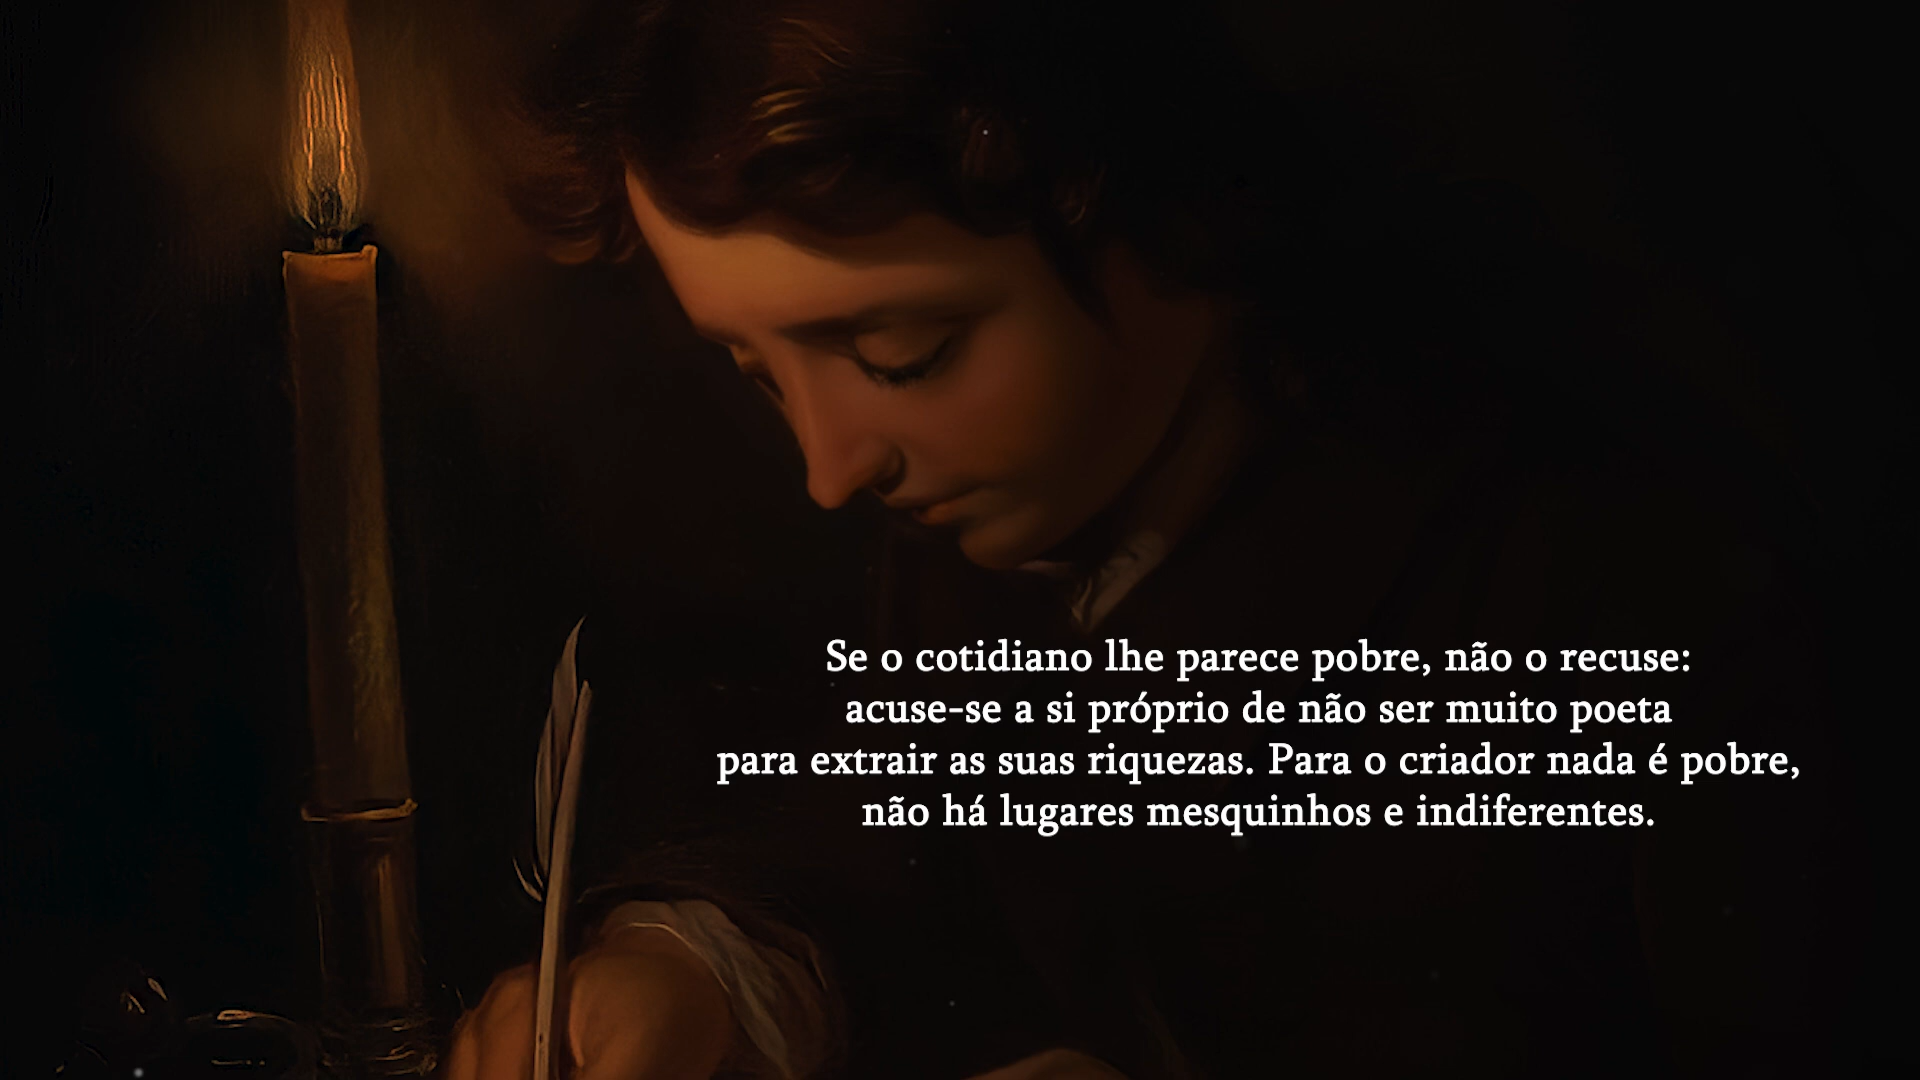 Se o cotidiano lhe parece pobre, não o recuse:
acuse-se a si próprio de não ser muito poeta
para extrair as suas riquezas. Para o criador nada é pobre,
não há lugares mesquinhos e indiferentes.